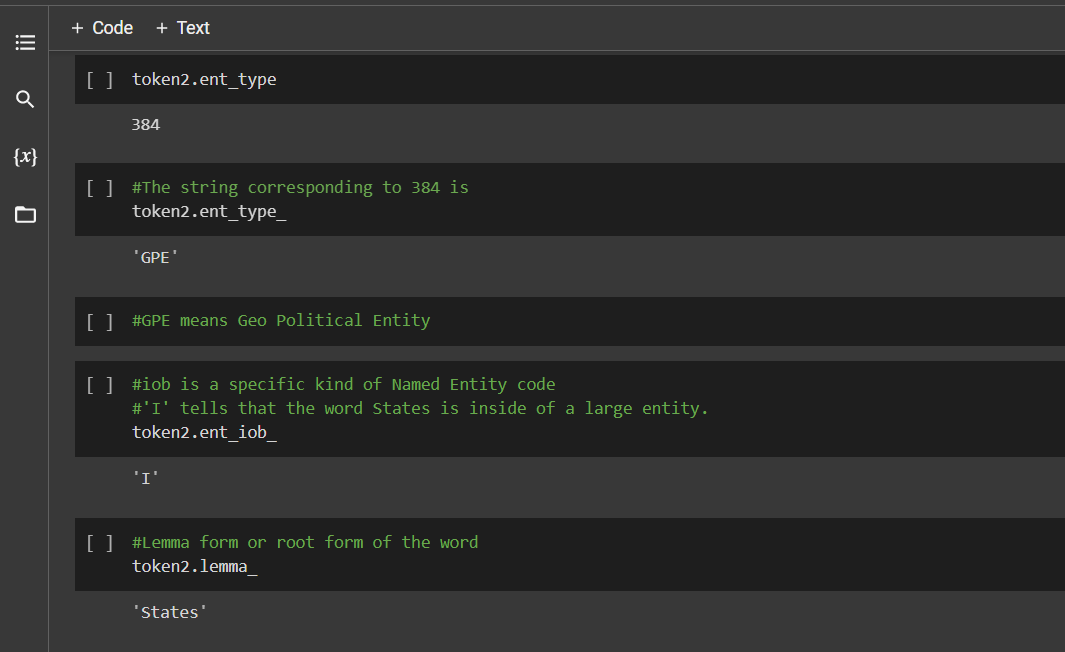 + Code + Text
[ ] token2.ent_type
384
{x}
[ ] #The string corresponding to 384 is
token2.ent_type_
'GPE'
[ ] #GPE means Geo Political Entity
[ ] #iob is a specific kind of Named Entity code
#'I' tells that the word States is inside of a large entity.
token2.ent_iob_
'I'
[ ] #Lemma form or root form of the word
token2.lemma_
'States'